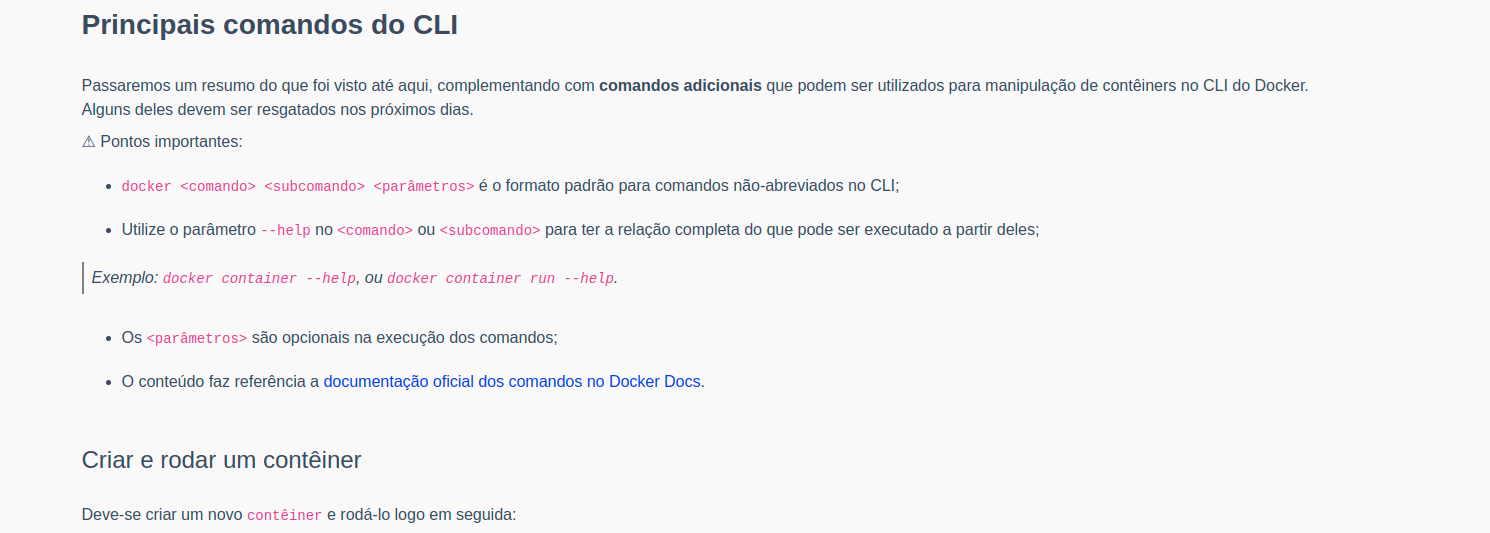 Principais comandos do CLI
Passaremos um resumo do que foi visto até aqui, complementando com comandos adicionais que podem ser utilizados para manipulação de contêiners no CLI do Docker.
Alguns deles devem ser resgatados nos próximos dias.
⚠ Pontos importantes:
• docker <comando> <subcomando> <parâmetros> é o formato padrão para comandos não-abreviados no CLI;
• Utilize o parâmetro --help no <comando> ou <subcomando> para ter a relação completa do que pode ser executado a partir deles;
Exemplo: docker container --help, ou docker container run --help.
• Os <parâmetros> são opcionais na execução dos comandos;
• O conteúdo faz referência a documentação oficial dos comandos no Docker Docs.
Criar e rodar um contêiner
Deve-se criar um novo contêiner e rodá-lo logo em seguida: